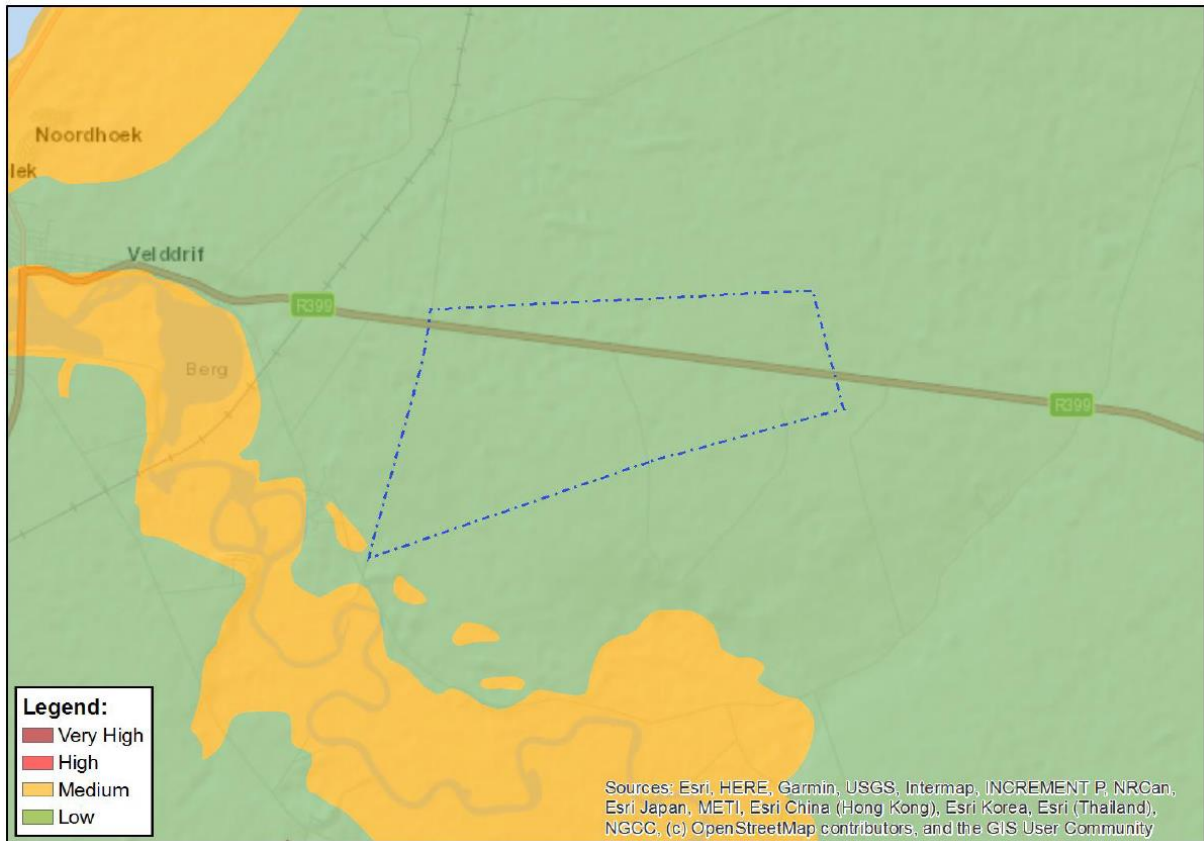 Noordhoek
lek
Velddrif
R399
Berg
R399
Legend:
Very High
High
Medium
Low
Sources: Esri, HERE, Garmin, USGS, Intermap, INCREMENT P, NRCan,
Esri Japan, METI, Esri China (Hong Kong), Esri Korea, Esri (Thailand),
NGCC, (c) OpenStreetMap contributors, and the GIS User Community